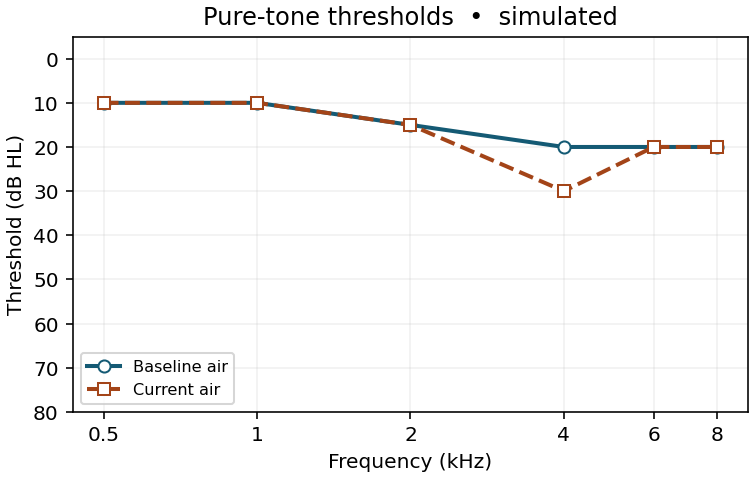 Pure-tone thresholds • simulated
Threshold (dB HL)
0
10
20
30
40
50
60
70
80
Baseline air
Current air
0.5 1 2 4 6 8
Frequency (kHz)